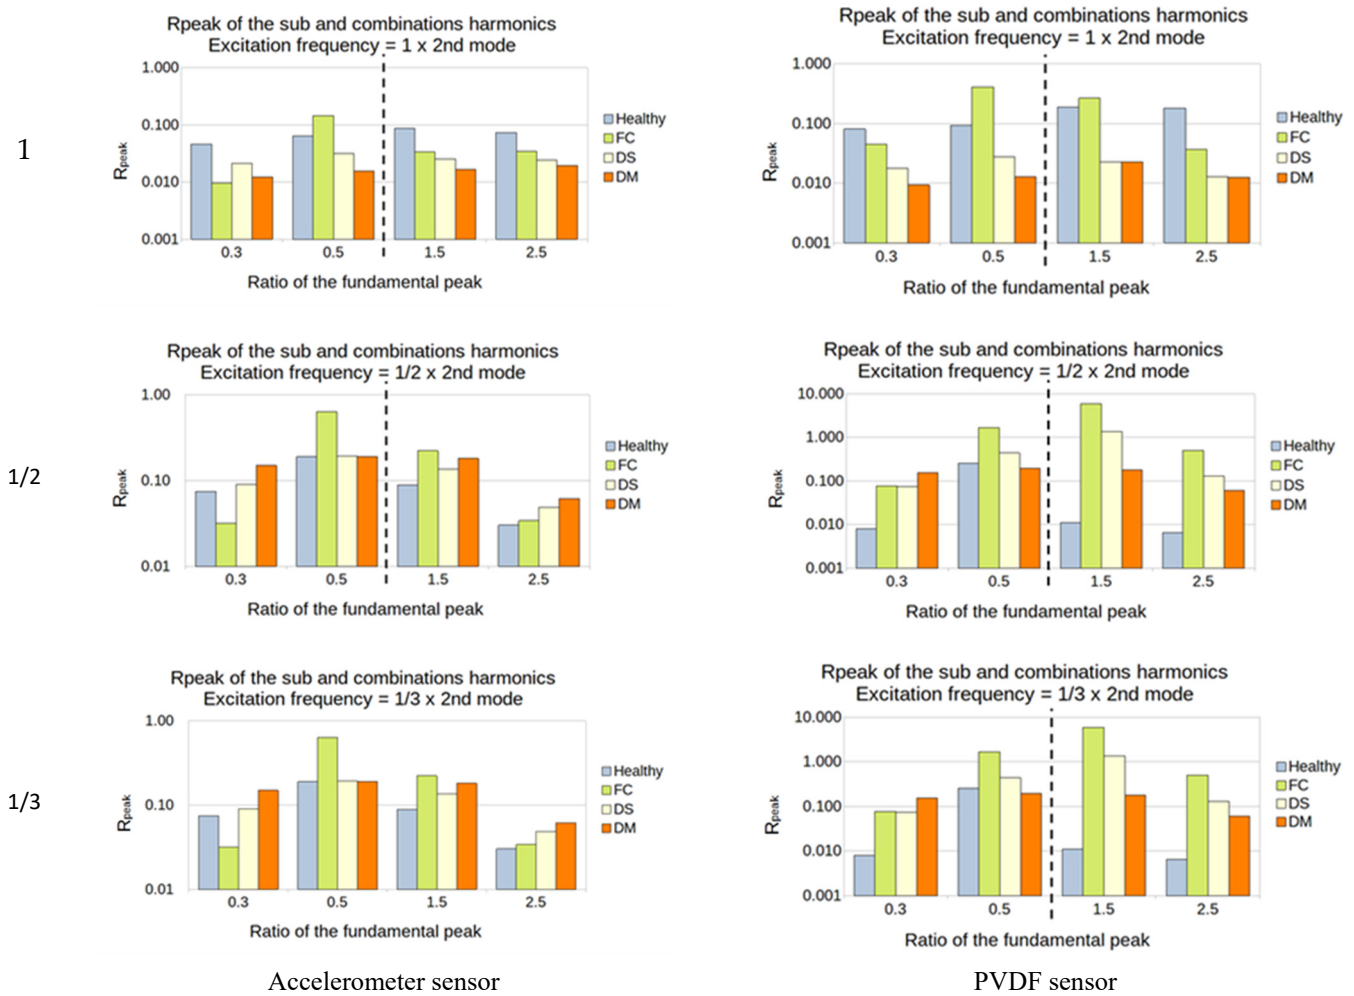 Rpeak of the sub and combinations harmonics
Excitation frequency = 1 x 2nd mode
1
Rpeak
1.000
0.100
0.010
0.001
0.3 0.5 1.5 2.5
Ratio of the fundamental peak
Healthy
FC
DS
DM
Rpeak of the sub and combinations harmonics
Excitation frequency = 1 x 2nd mode
Rpeak
1.000
0.100
0.010
0.001
0.3 0.5 1.5 2.5
Ratio of the fundamental peak
Healthy
FC
DS
DM
Rpeak of the sub and combinations harmonics
Excitation frequency = 1/2 x 2nd mode
1/2
Rpeak
1.00
0.10
0.01
0.3 0.5 1.5 2.5
Ratio of the fundamental peak
Healthy
FC
DS
DM
Rpeak of the sub and combinations harmonics
Excitation frequency = 1/2 x 2nd mode
Rpeak
10.000
1.000
0.100
0.010
0.001
0.3 0.5 1.5 2.5
Ratio of the fundamental peak
Healthy
FC
DS
DM
Rpeak of the sub and combinations harmonics
Excitation frequency = 1/3 x 2nd mode
1/3
Rpeak
1.00
0.10
0.01
0.3 0.5 1.5 2.5
Ratio of the fundamental peak
Healthy
FC
DS
DM
Rpeak of the sub and combinations harmonics
Excitation frequency = 1/3 x 2nd mode
Rpeak
10.000
1.000
0.100
0.010
0.001
0.3 0.5 1.5 2.5
Ratio of the fundamental peak
Healthy
FC
DS
DM
Accelerometer sensor
PVDF sensor